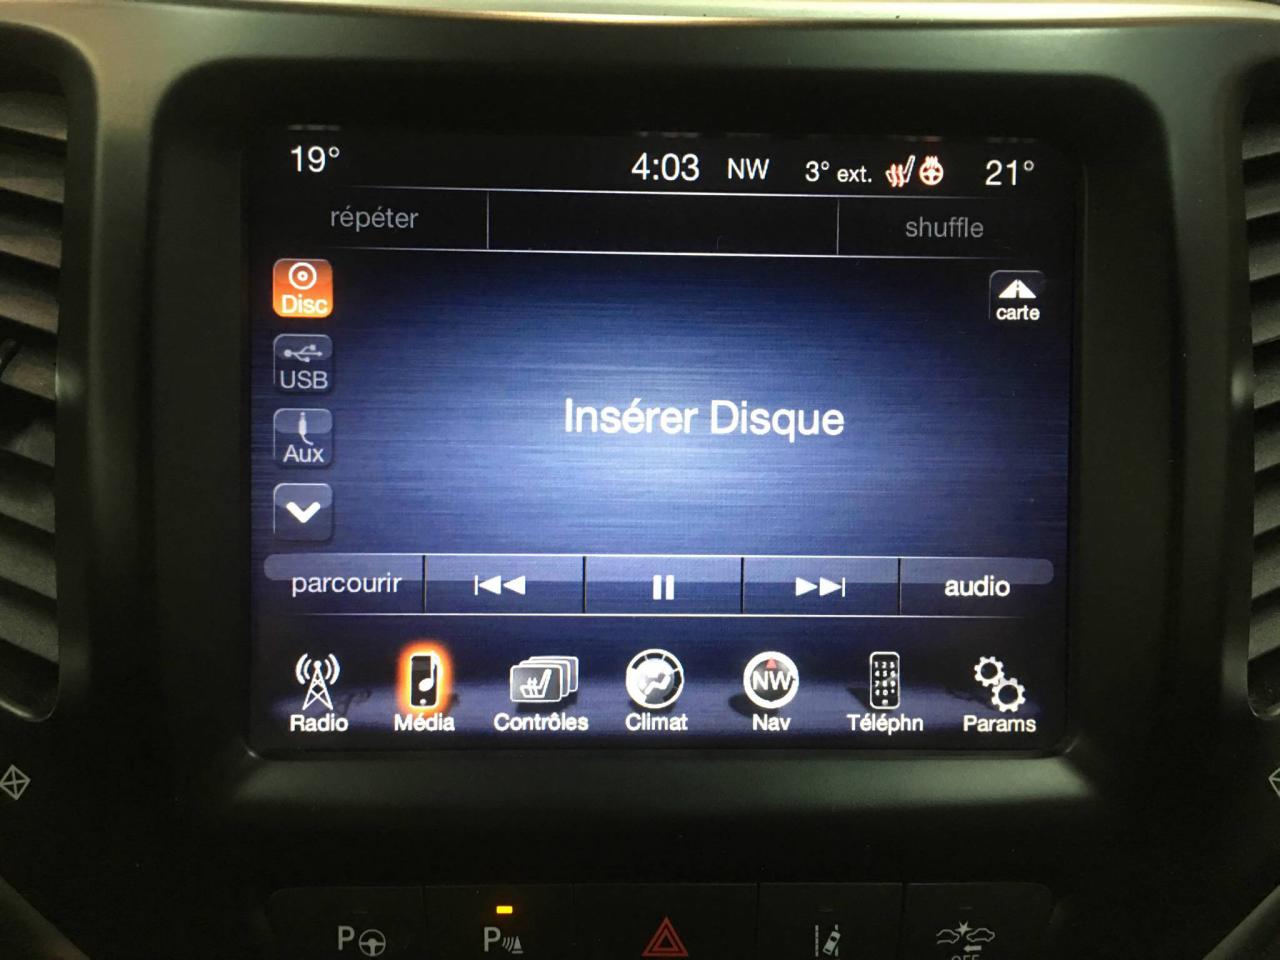 19° 4:03 NW 3° ext. 21°
répéter shuffle
Disc
carte
USB
Insérer Disque
Aux
parcourir audio
NW
Radio Média Contrôles Climat Nav Téléphn Params
P P
OFF